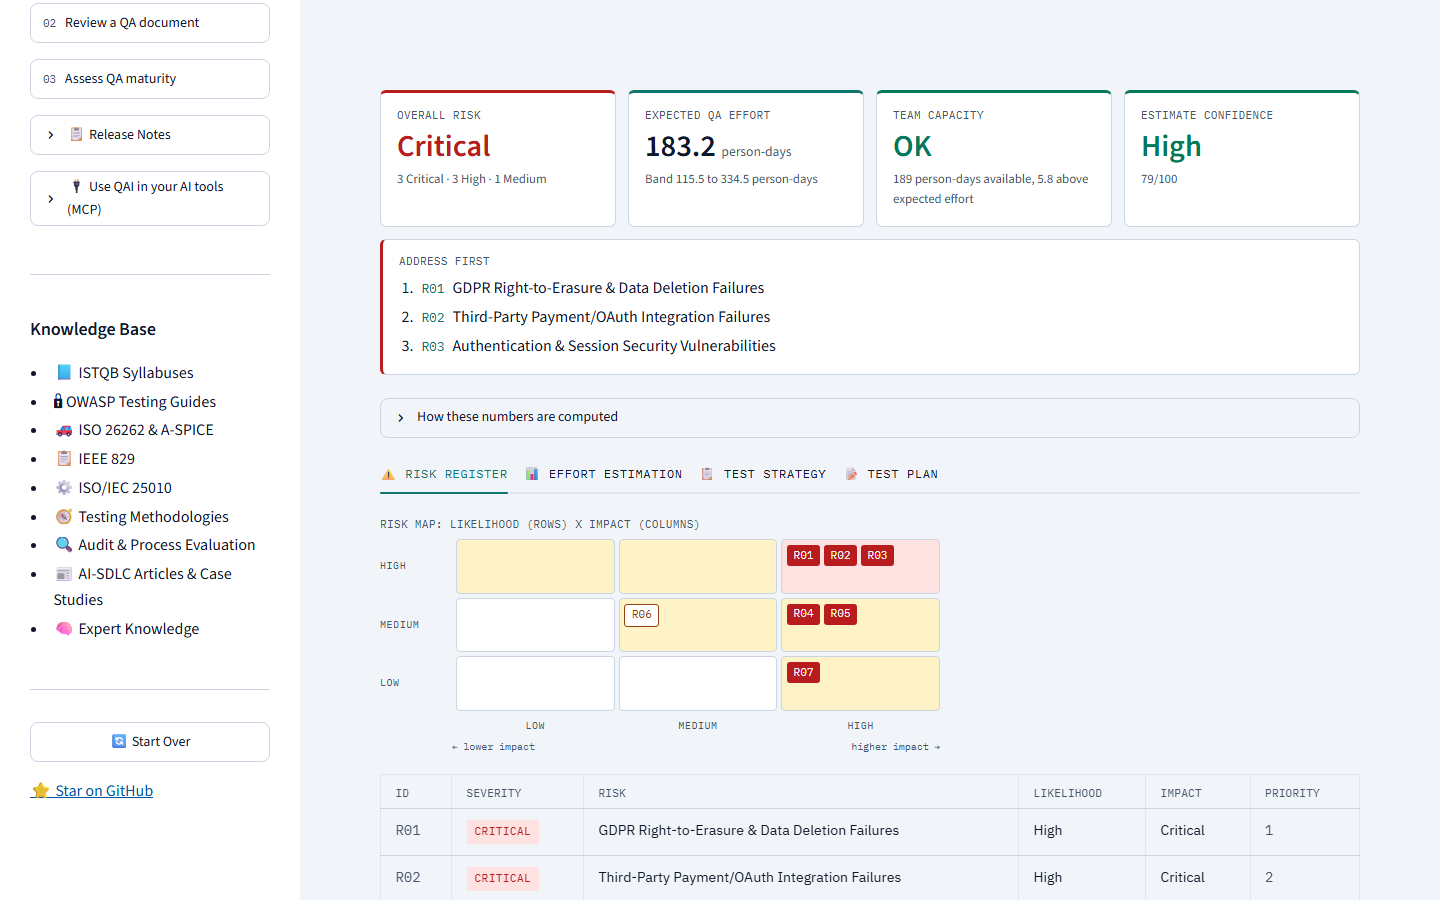 02 Review a QA document
03 Assess QA maturity
Release Notes
Use QAI in your AI tools
(MCP)
Knowledge Base
ISTQB Syllabuses
OWASP Testing Guides
ISO 26262 & A-SPICE
IEEE 829
ISO/IEC 25010
Testing Methodologies
Audit & Process Evaluation
AI-SDLC Articles & Case
Studies
Expert Knowledge
Start Over
Star on GitHub
OVERALL RISK
Critical
3 Critical · 3 High · 1 Medium
EXPECTED QA EFFORT
183.2 person-days
Band 115.5 to 334.5 person-days
TEAM CAPACITY
OK
189 person-days available, 5.8 above
expected effort
ESTIMATE CONFIDENCE
High
79/100
ADDRESS FIRST
1. R01 GDPR Right-to-Erasure & Data Deletion Failures
2. R02 Third-Party Payment/OAuth Integration Failures
3. R03 Authentication & Session Security Vulnerabilities
How these numbers are computed
RISK REGISTER EFFORT ESTIMATION TEST STRATEGY TEST PLAN
RISK MAP: LIKELIHOOD (ROWS) X IMPACT (COLUMNS)
HIGH R01 R02 R03
MEDIUM R06 R04 R05
LOW R07
LOW MEDIUM HIGH
← lower impact higher impact →
ID SEVERITY RISK LIKELIHOOD IMPACT PRIORITY
R01 CRITICAL GDPR Right-to-Erasure & Data Deletion Failures High Critical 1
R02 CRITICAL Third-Party Payment/OAuth Integration Failures High Critical 2